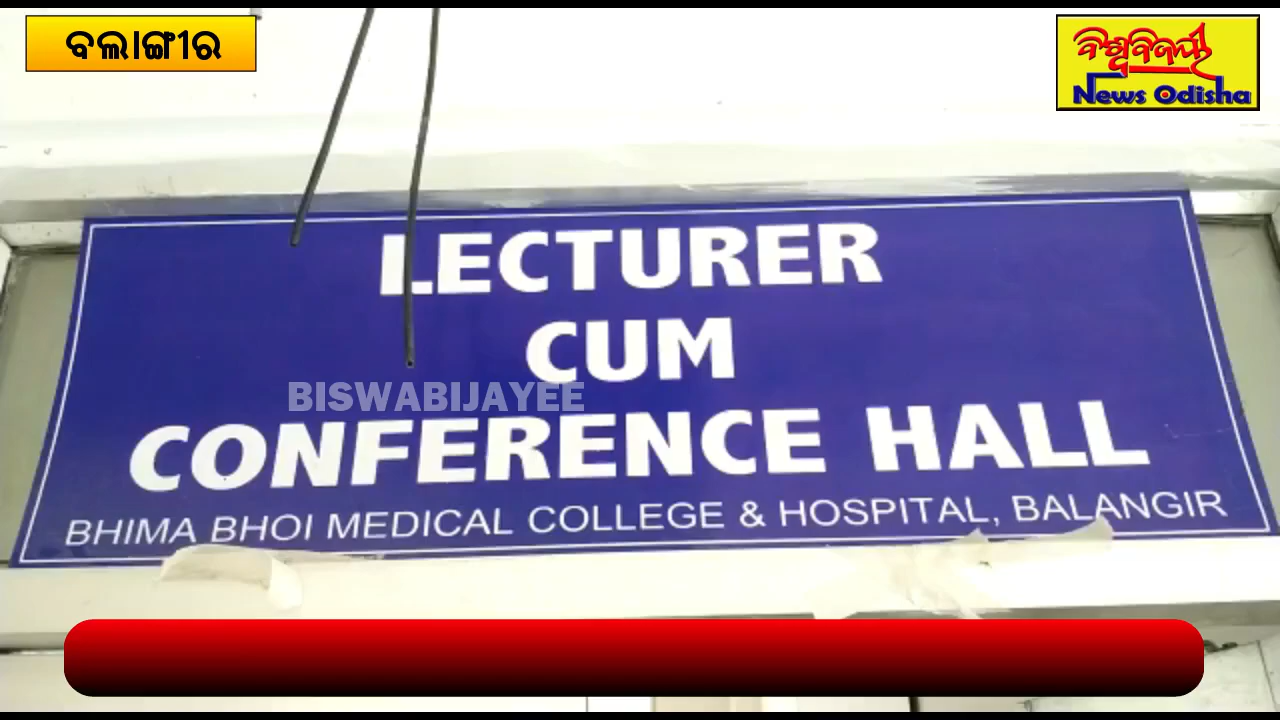 ବଲାଙ୍ଗୀର
ବିଶ୍ୱବିଜୟୀ
News Odisha
LECTURER
CUM
BISWABIJAYEE
CONFERENCE HALL
BHIMA BHOI MEDICAL COLLEGE & HOSPITAL, BALANGIR